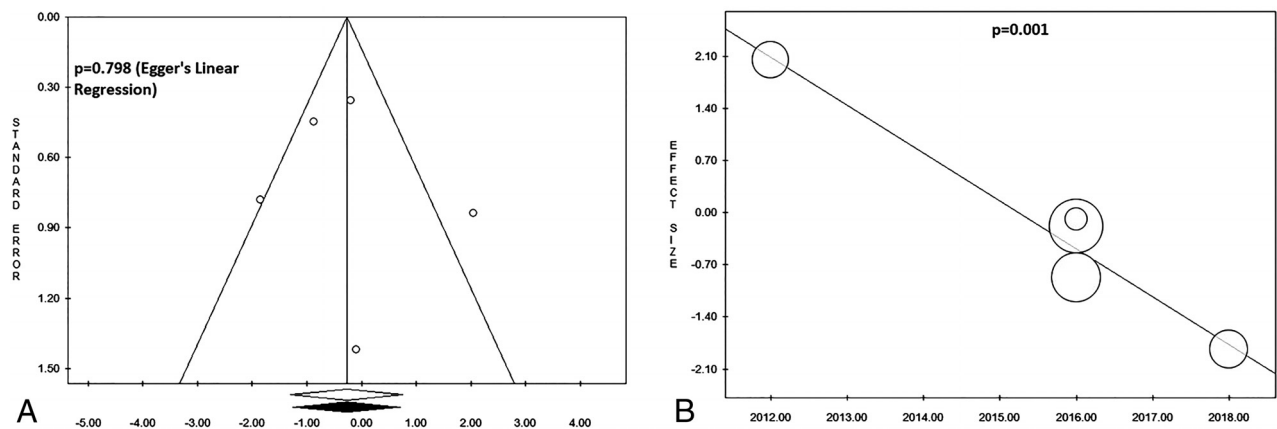 0.00
p=0.798 (Egger's Linear
Regression)
0.30
0.60
0.90
1.20
1.50
STANDARD ERROR
-5.00 -4.00 -3.00 -2.00 -1.00 0.00 1.00 2.00 3.00 4.00
A
p=0.001
2.10
1.40
0.70
0.00
-0.70
-1.40
-2.10
EFFECT SIZE
2012.00 2013.00 2014.00 2015.00 2016.00 2017.00 2018.00
B